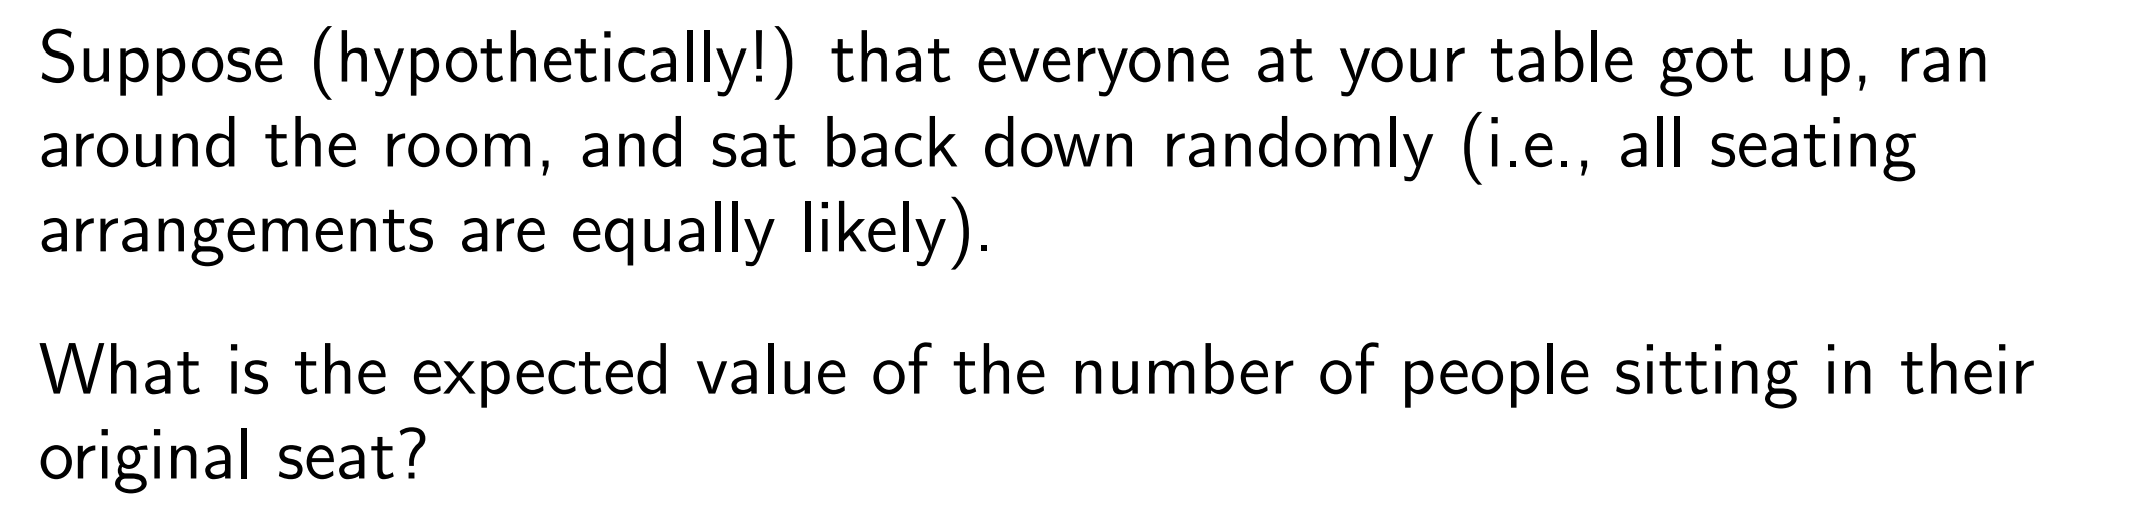 Suppose (hypothetically!) that everyone at your table got up, ran
around the room, and sat back down randomly (i.e., all seating
arrangements are equally likely).
What is the expected value of the number of people sitting in their
original seat?